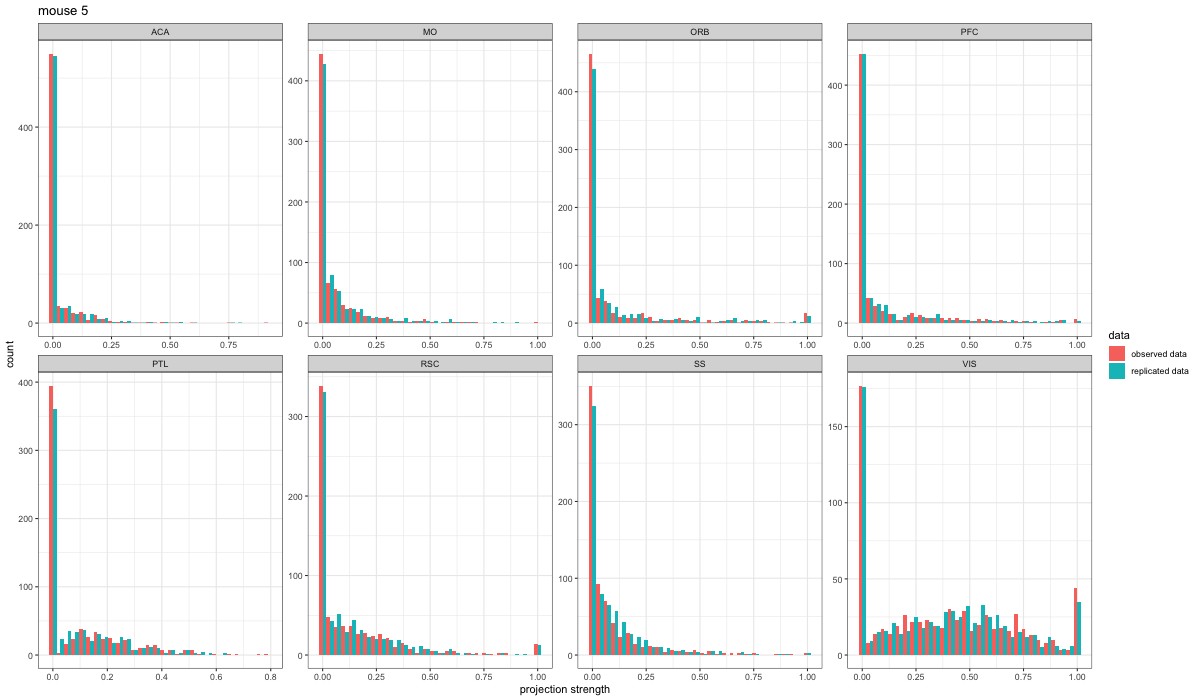 mouse 5
ACA MO ORB PFC
400 400 400 400
200 300 300 300
0 200 200 200
100 100 100
0 0 0
0.00 0.25 0.50 0.75 0.00 0.25 0.50 0.75 1.00 0.00 0.25 0.50 0.75 1.00 0.00 0.25 0.50 0.75 1.00
count
PTL RSC SS VIS
400 300 300 150
300 200 200 100
200 100 100 50
100 0 0 0
0
0.0 0.2 0.4 0.6 0.8 0.00 0.25 0.50 0.75 1.00 0.00 0.25 0.50 0.75 1.00 0.00 0.25 0.50 0.75 1.00
projection strength
data
observed data
replicated data